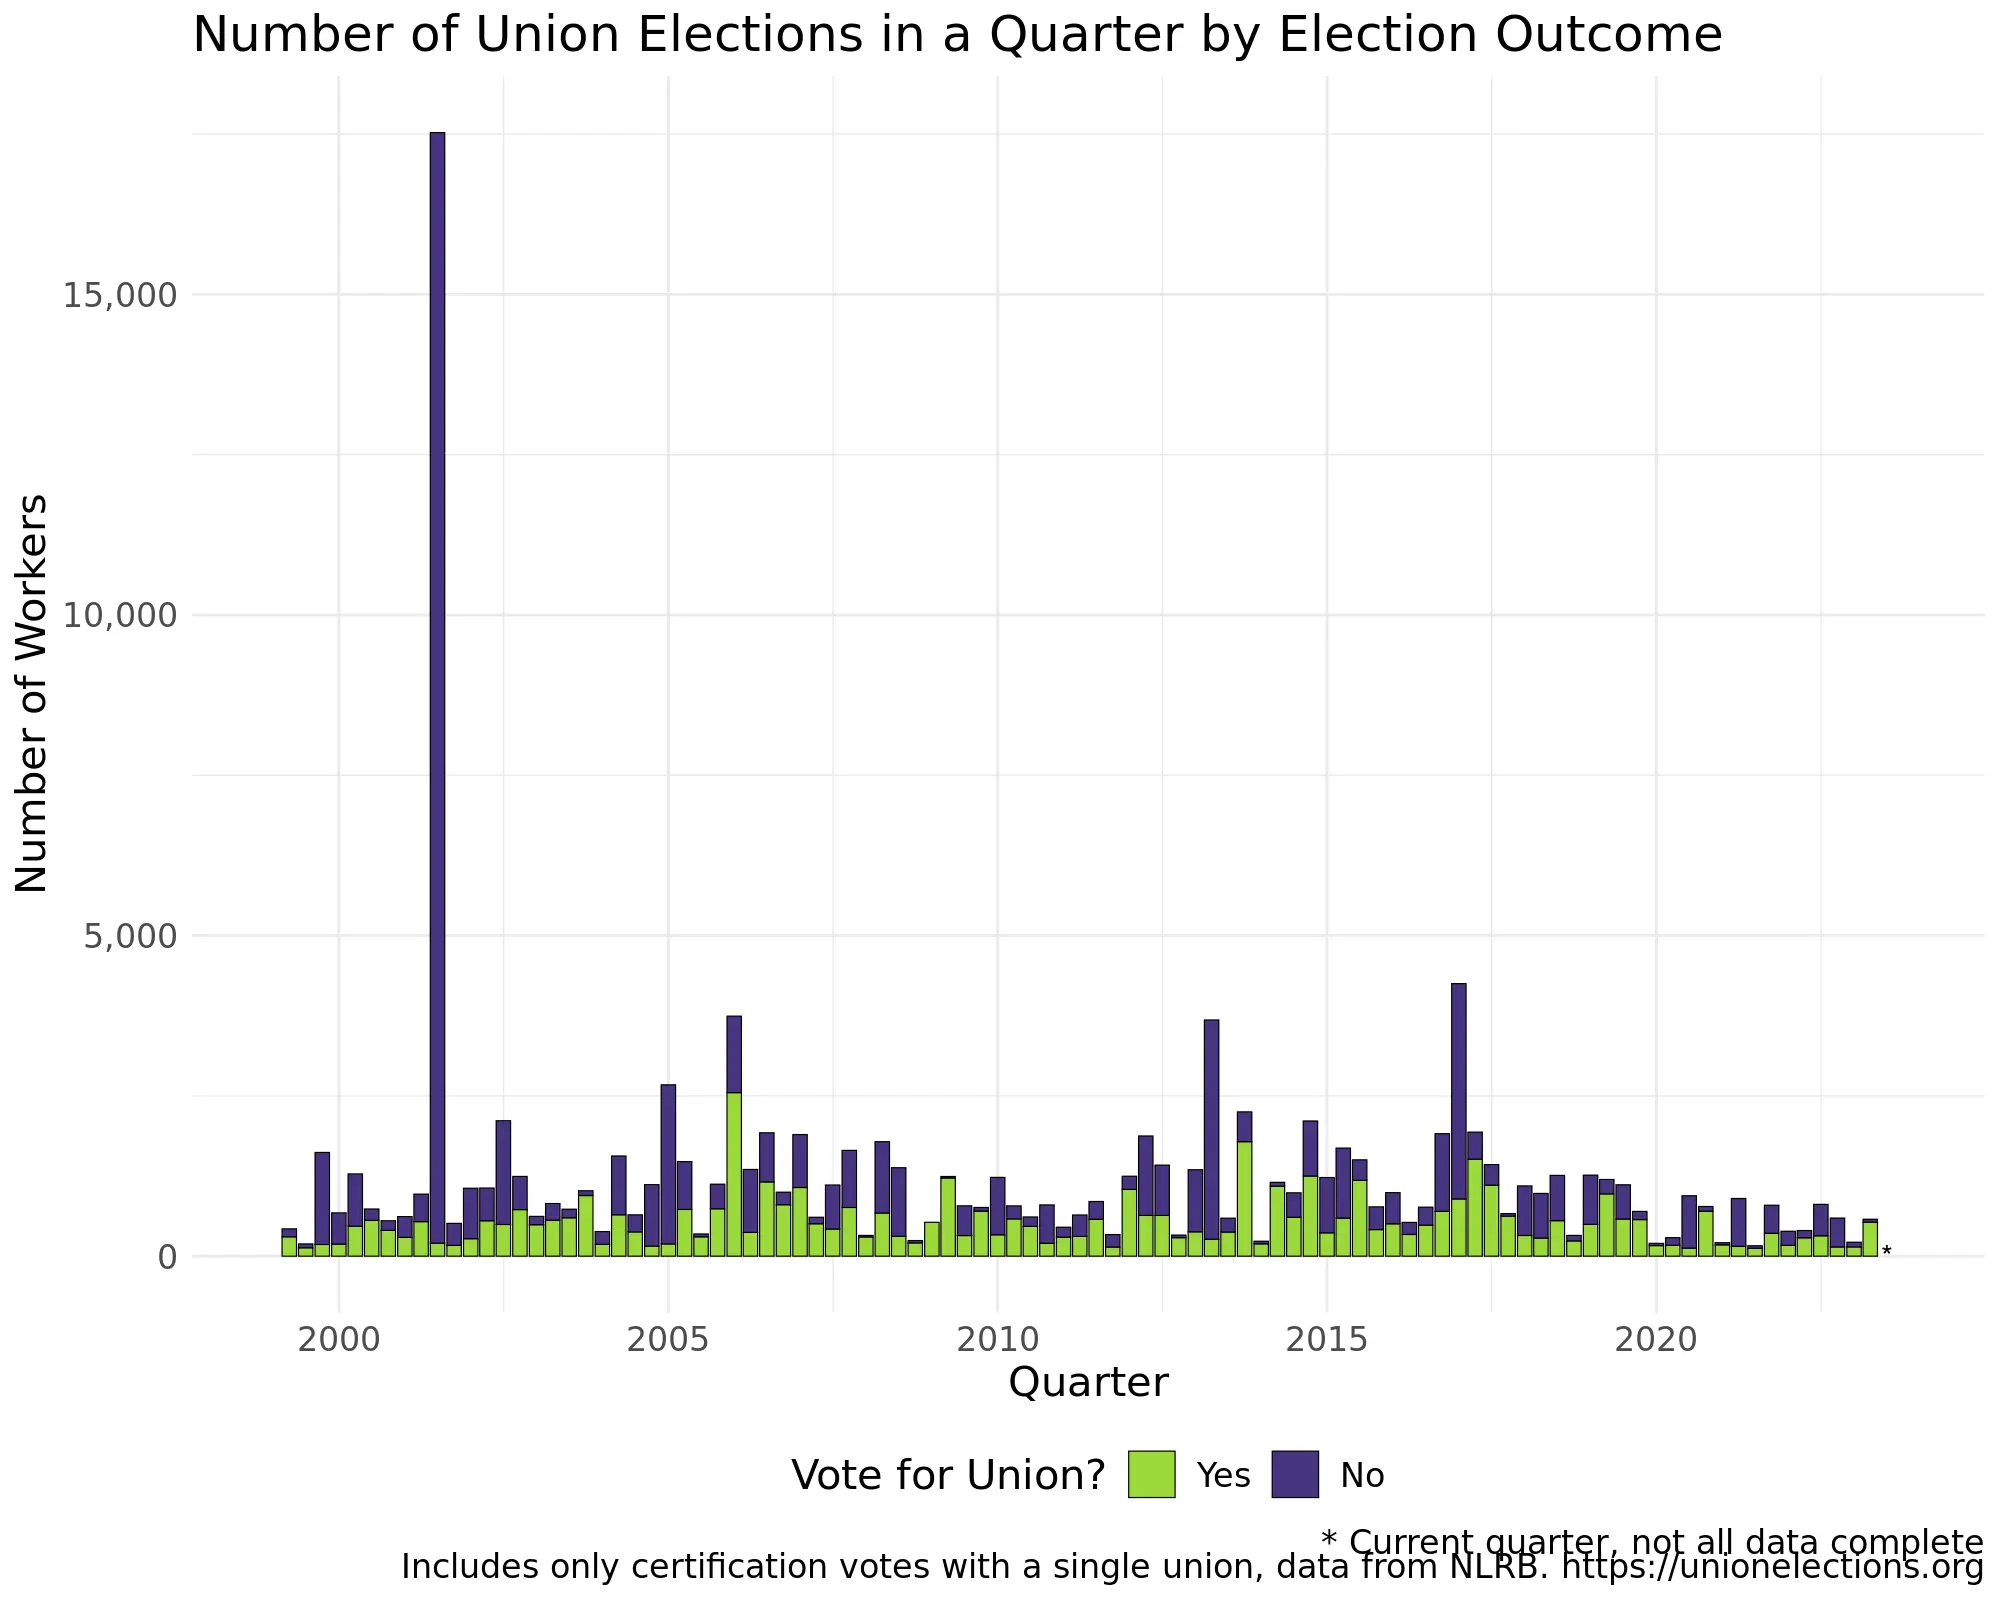 Number of Union Elections in a Quarter by Election Outcome
Number of Workers
15,000
10,000
5,000
0
*
2000 2005 2010 2015 2020
Quarter
Vote for Union? Yes No
* Current quarter, not all data complete
Includes only certification votes with a single union, data from NLRB. https://unionelections.org